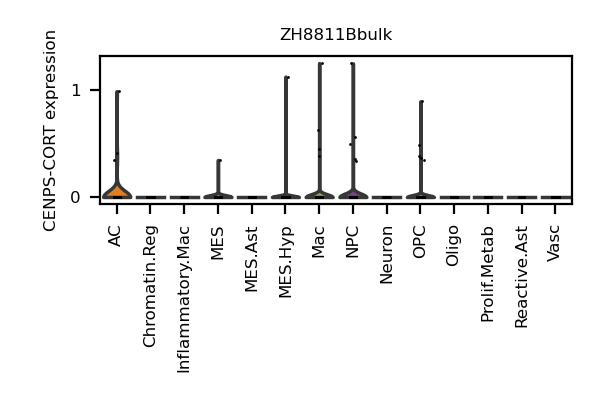 ZH8811Bbulk
CENPS-CORT expression
1
0
AC
Chromatin.Reg
Inflammatory.Mac
MES
MES.Ast
MES.Hyp
Mac
NPC
Neuron
OPC
Oligo
Prolif.Metab
Reactive.Ast
Vasc